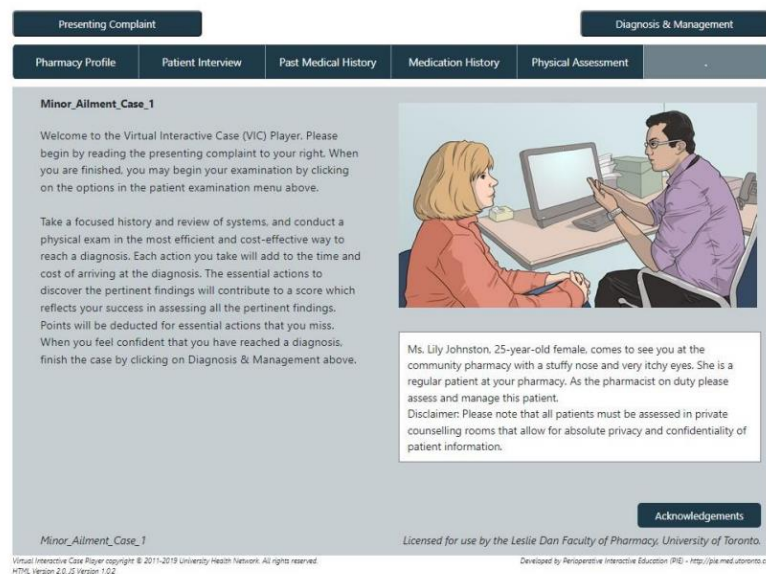 Presenting Complaint
Diagnosis & Management
Pharmacy Profile
Patient Interview
Past Medical History
Medication History
Physical Assessment
.
Minor_Ailment_Case_1
Welcome to the Virtual Interactive Case (VIC) Player. Please
begin by reading the presenting complaint to your right. When
you are finished, you may begin your examination by clicking
on the options in the patient examination menu above.
Take a focused history and review of systems, and conduct a
physical exam in the most efficient and cost-effective way to
reach a diagnosis. Each action you take will add to the time and
cost of arriving at the diagnosis. The essential actions to
discover the pertinent findings will contribute to a score which
reflects your success in assessing all the pertinent findings.
Points will be deducted for essential actions that you miss.
When you feel confident that you have reached a diagnosis,
finish the case by clicking on Diagnosis & Management above.
Ms. Lily Johnston, 25-year-old female, comes to see you at the
community pharmacy with a stuffy nose and very itchy eyes. She is a
regular patient at your pharmacy. As the pharmacist on duty please
assess and manage this patient.
Disclaimer: Please note that all patients must be assessed in private
counselling rooms that allow for absolute privacy and confidentiality of
patient information.
Acknowledgements
Minor_Ailment_Case_1
Licensed for use by the Leslie Dan Faculty of Pharmacy, University of Toronto.
Virtual Interactive Case Player copyright © 2011-2019 University Health Network. All rights reserved.
HTML Version 2.0, JS Version 1.0.2
Developed by Perioperative Interactive Education (PIE) - http://pie.med.utoronto.c